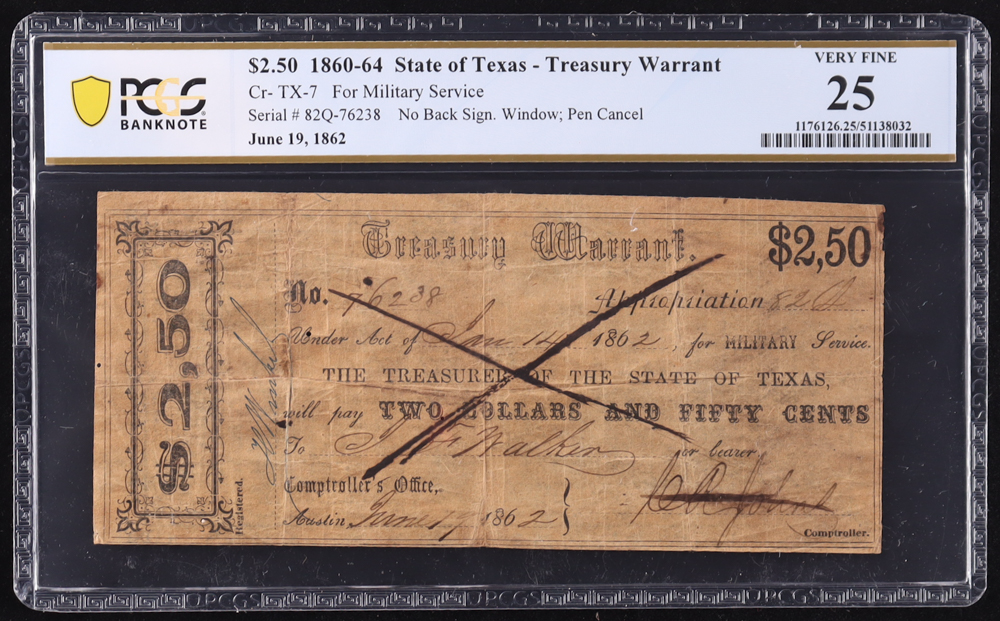 PCGS
BANKNOTE
$2.50 1860-64 State of Texas - Treasury Warrant
Cr- TX-7 For Military Service
Serial # 82Q-76238 No Back Sign. Window; Pen Cancel
June 19, 1862
VERY FINE
25
1176126.25/51138032
$2,50
Registered.
Treasury Warrant.
$2,50
No. 76238
Appropriation 82
Under Act of Jan 14 1862, for MILITARY Service.
THE TREASURER OF THE STATE OF TEXAS,
will pay TWO DOLLARS AND FIFTY CENTS
To Walker or bearer,
Comptroller's Office,
Austin, June 19 1862
Comptroller.